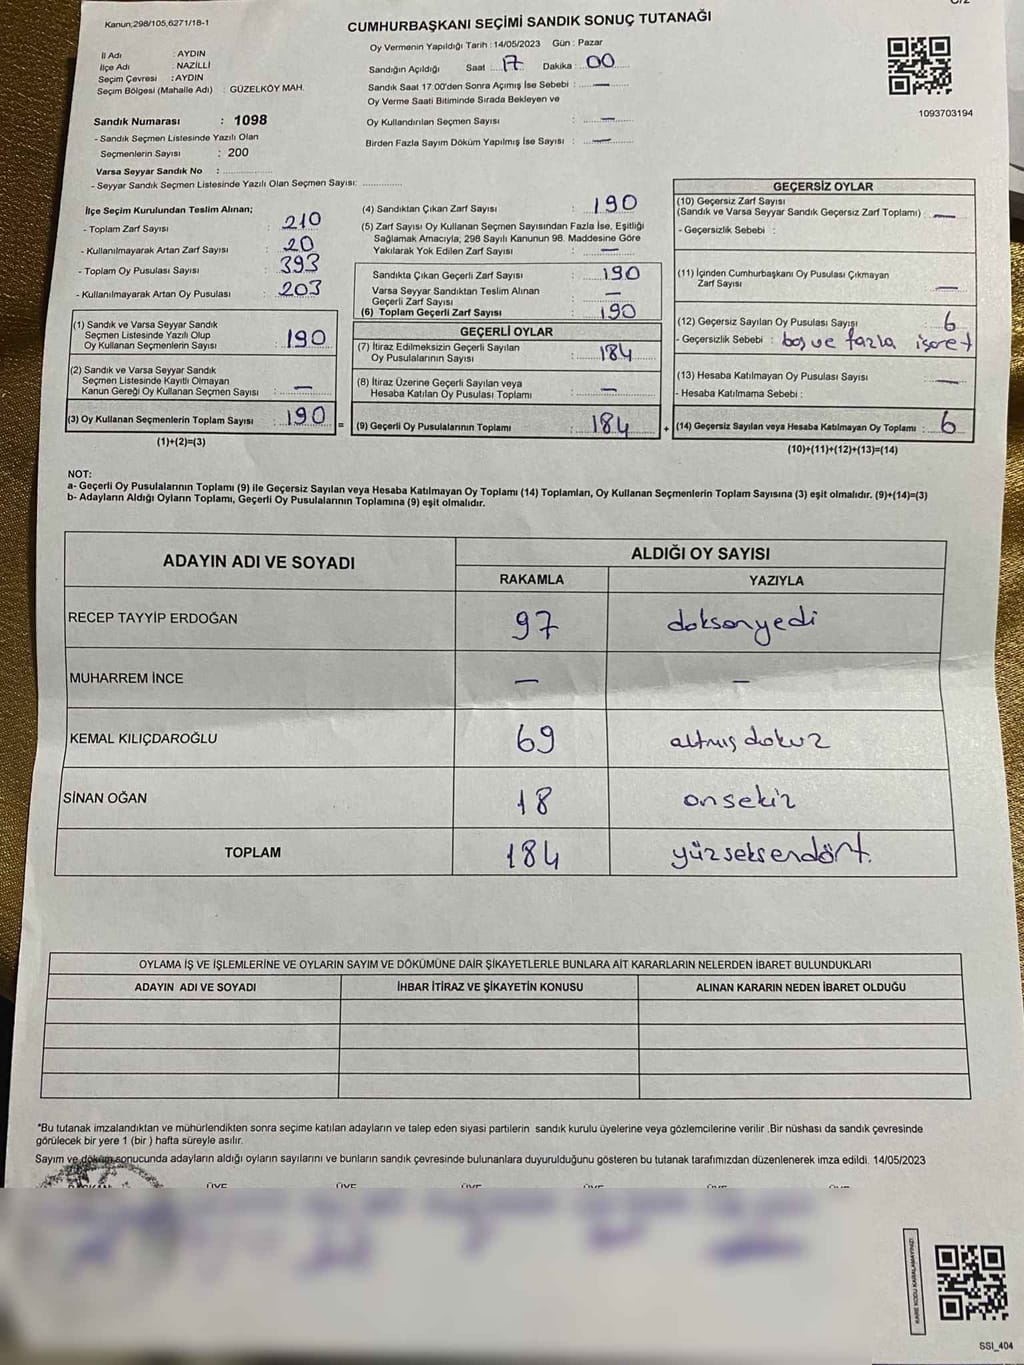 Kanun,298/105,6271/18-1
CUMHURBAŞKANI SEÇİMİ SANDIK SONUÇ TUTANAĞI
Oy Vermenin Yapıldığı Tarih : 14/05/2023 Gün : Pazar
İl Adı : AYDIN
İlçe Adı : NAZİLLİ
Seçim Çevresi : AYDIN
Seçim Bölgesi (Mahalle Adı) : GÜZELKÖY MAH.
Sandığın Açıldığı Saat : 17 Dakika : 00
Sandık Saat 17.00'den Sonra Açımış İse Sebebi : —
Oy Verme Saati Bitiminde Sırada Bekleyen ve
Oy Kullandırılan Seçmen Sayısı : —
Birden Fazla Sayım Döküm Yapılmış İse Sayısı : —
1093703194
Sandık Numarası : 1098
- Sandık Seçmen Listesinde Yazılı Olan
Seçmenlerin Sayısı : 200
Varsa Seyyar Sandık No :
- Seyyar Sandık Seçmen Listesinde Yazılı Olan Seçmen Sayısı:
İlçe Seçim Kurulundan Teslim Alınan;
- Toplam Zarf Sayısı : 210
- Kullanılmayarak Artan Zarf Sayısı : 20
- Toplam Oy Pusulası Sayısı : 393
- Kullanılmayarak Artan Oy Pusulası : 203
(1) Sandık ve Varsa Seyyar Sandık
Seçmen Listesinde Yazılı Olup
Oy Kullanan Seçmenlerin Sayısı : 190
(2) Sandık ve Varsa Seyyar Sandık
Seçmen Listesinde Kayıtlı Olmayan
Kanun Gereği Oy Kullanan Seçmen Sayısı : —
(3) Oy Kullanan Seçmenlerin Toplam Sayısı : 190 =
(1)+(2)=(3)
(4) Sandıktan Çıkan Zarf Sayısı : 190
(5) Zarf Sayısı Oy Kullanan Seçmen Sayısından Fazla İse, Eşitliği
Sağlamak Amacıyla; 298 Sayılı Kanunun 98. Maddesine Göre
Yakılarak Yok Edilen Zarf Sayısı : —
Sandıkta Çıkan Geçerli Zarf Sayısı : 190
Varsa Seyyar Sandıktan Teslim Alınan
Geçerli Zarf Sayısı : —
(6) Toplam Geçerli Zarf Sayısı : 190
GEÇERLİ OYLAR
(7) İtiraz Edilmeksizin Geçerli Sayılan
Oy Pusulalarının Sayısı : 184
(8) İtiraz Üzerine Geçerli Sayılan veya
Hesaba Katılan Oy Pusulası Toplamı : —
(9) Geçerli Oy Pusulalarının Toplamı : 184 +
GEÇERSİZ OYLAR
(10) Geçersiz Zarf Sayısı
(Sandık ve Varsa Seyyar Sandık Geçersiz Zarf Toplamı) : —
- Geçersizlik Sebebi :
(11) İçinden Cumhurbaşkanı Oy Pusulası Çıkmayan
Zarf Sayısı : —
(12) Geçersiz Sayılan Oy Pusulası Sayısı : 6
- Geçersizlik Sebebi : boş ve fazla işaret
(13) Hesaba Katılmayan Oy Pusulası Sayısı : —
- Hesaba Katılmama Sebebi :
(14) Geçersiz Sayılan veya Hesaba Katılmayan Oy Toplamı : 6
(10)+(11)+(12)+(13)=(14)
NOT:
a- Geçerli Oy Pusulalarının Toplamı (9) ile Geçersiz Sayılan veya Hesaba Katılmayan Oy Toplamı (14) Toplamları, Oy Kullanan Seçmenlerin Toplam Sayısına (3) eşit olmalıdır. (9)+(14)=(3)
b- Adayların Aldığı Oyların Toplamı, Geçerli Oy Pusulalarının Toplamına (9) eşit olmalıdır.
ADAYIN ADI VE SOYADI ALDIĞI OY SAYISI
RAKAMLA YAZIYLA
RECEP TAYYİP ERDOĞAN 97 doksanyedi
MUHARREM İNCE — —
KEMAL KILIÇDAROĞLU 69 altmışdokuz
SİNAN OĞAN 18 onsekiz
TOPLAM 184 yüzseksendört.
OYLAMA İŞ VE İŞLEMLERİNE VE OYLARIN SAYIM VE DÖKÜMÜNE DAİR ŞİKAYETLERLE BUNLARA AİT KARARLARIN NELERDEN İBARET BULUNDUKLARI
ADAYIN ADI VE SOYADI İHBAR İTİRAZ VE ŞİKAYETİN KONUSU ALINAN KARARIN NEDEN İBARET OLDUĞU
*Bu tutanak imzalandıktan ve mühürlendikten sonra seçime katılan adayların ve talep eden siyasi partilerin sandık kurulu üyelerine veya gözlemcilerine verilir .Bir nüshası da sandık çevresinde
görülecek bir yere 1 (bir ) hafta süreyle asılır.
Sayım ve döküm sonucunda adayların aldığı oyların sayılarını ve bunların sandık çevresinde bulunanlara duyurulduğunu gösteren bu tutanak tarafımızdan düzenlenerek imza edildi. 14/05/2023
KARE KODU KARALAMAYINIZ!
SSI_404